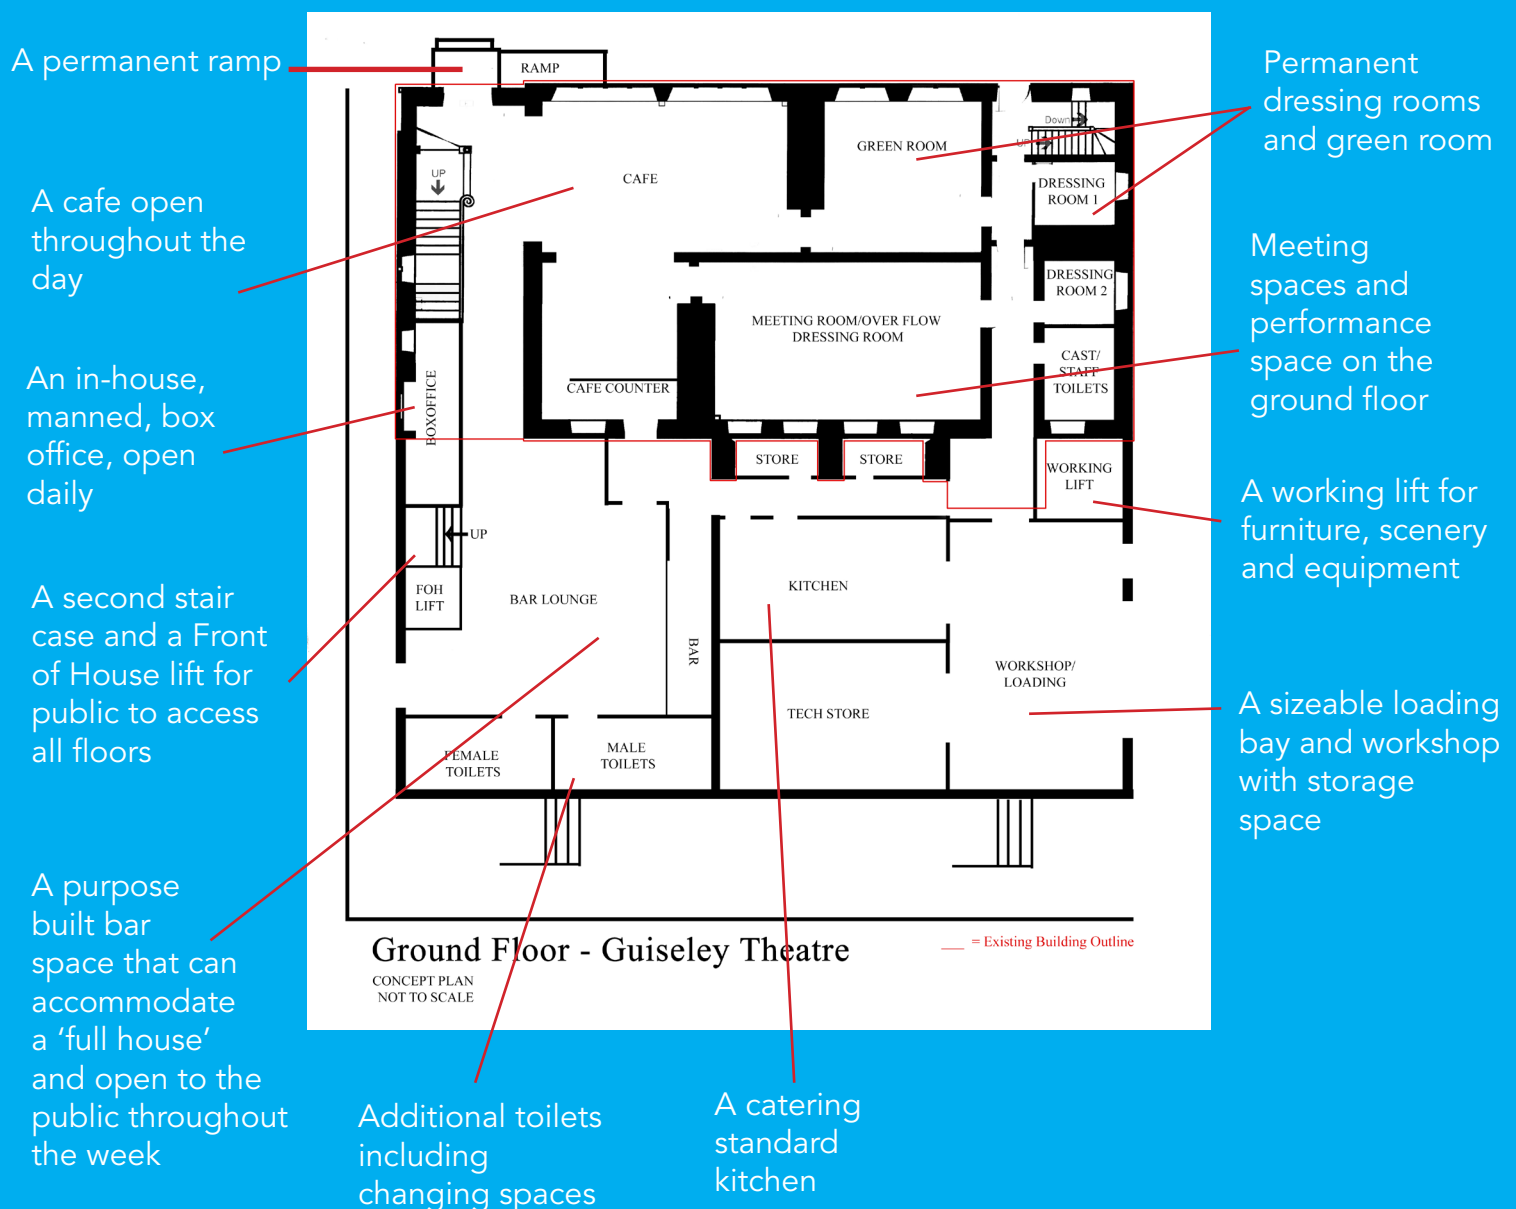 A permanent ramp
A cafe open
throughout the
day
An in-house,
manned, box
office, open
daily
A second stair
case and a Front
of House lift for
public to access
all floors
A purpose
built bar
space that can
accommodate
a ‘full house’
and open to the
public throughout
the week
RAMP
CAFE
GREEN ROOM
Down
UP
UP
DRESSING
ROOM 1
DRESSING
ROOM 2
MEETING ROOM/OVER FLOW
DRESSING ROOM
CAST/
STAFF
TOILETS
CAFE COUNTER
BOXOFFICE
STORE
STORE
WORKING
LIFT
UP
FOH
LIFT
BAR LOUNGE
BAR
KITCHEN
WORKSHOP/
LOADING
TECH STORE
FEMALE
TOILETS
MALE
TOILETS
Ground Floor - Guiseley Theatre
CONCEPT PLAN
NOT TO SCALE
= Existing Building Outline
Permanent
dressing rooms
and green room
Meeting
spaces and
performance
space on the
ground floor
A working lift for
furniture, scenery
and equipment
A sizeable loading
bay and workshop
with storage
space
Additional toilets
including
changing spaces
A catering
standard
kitchen